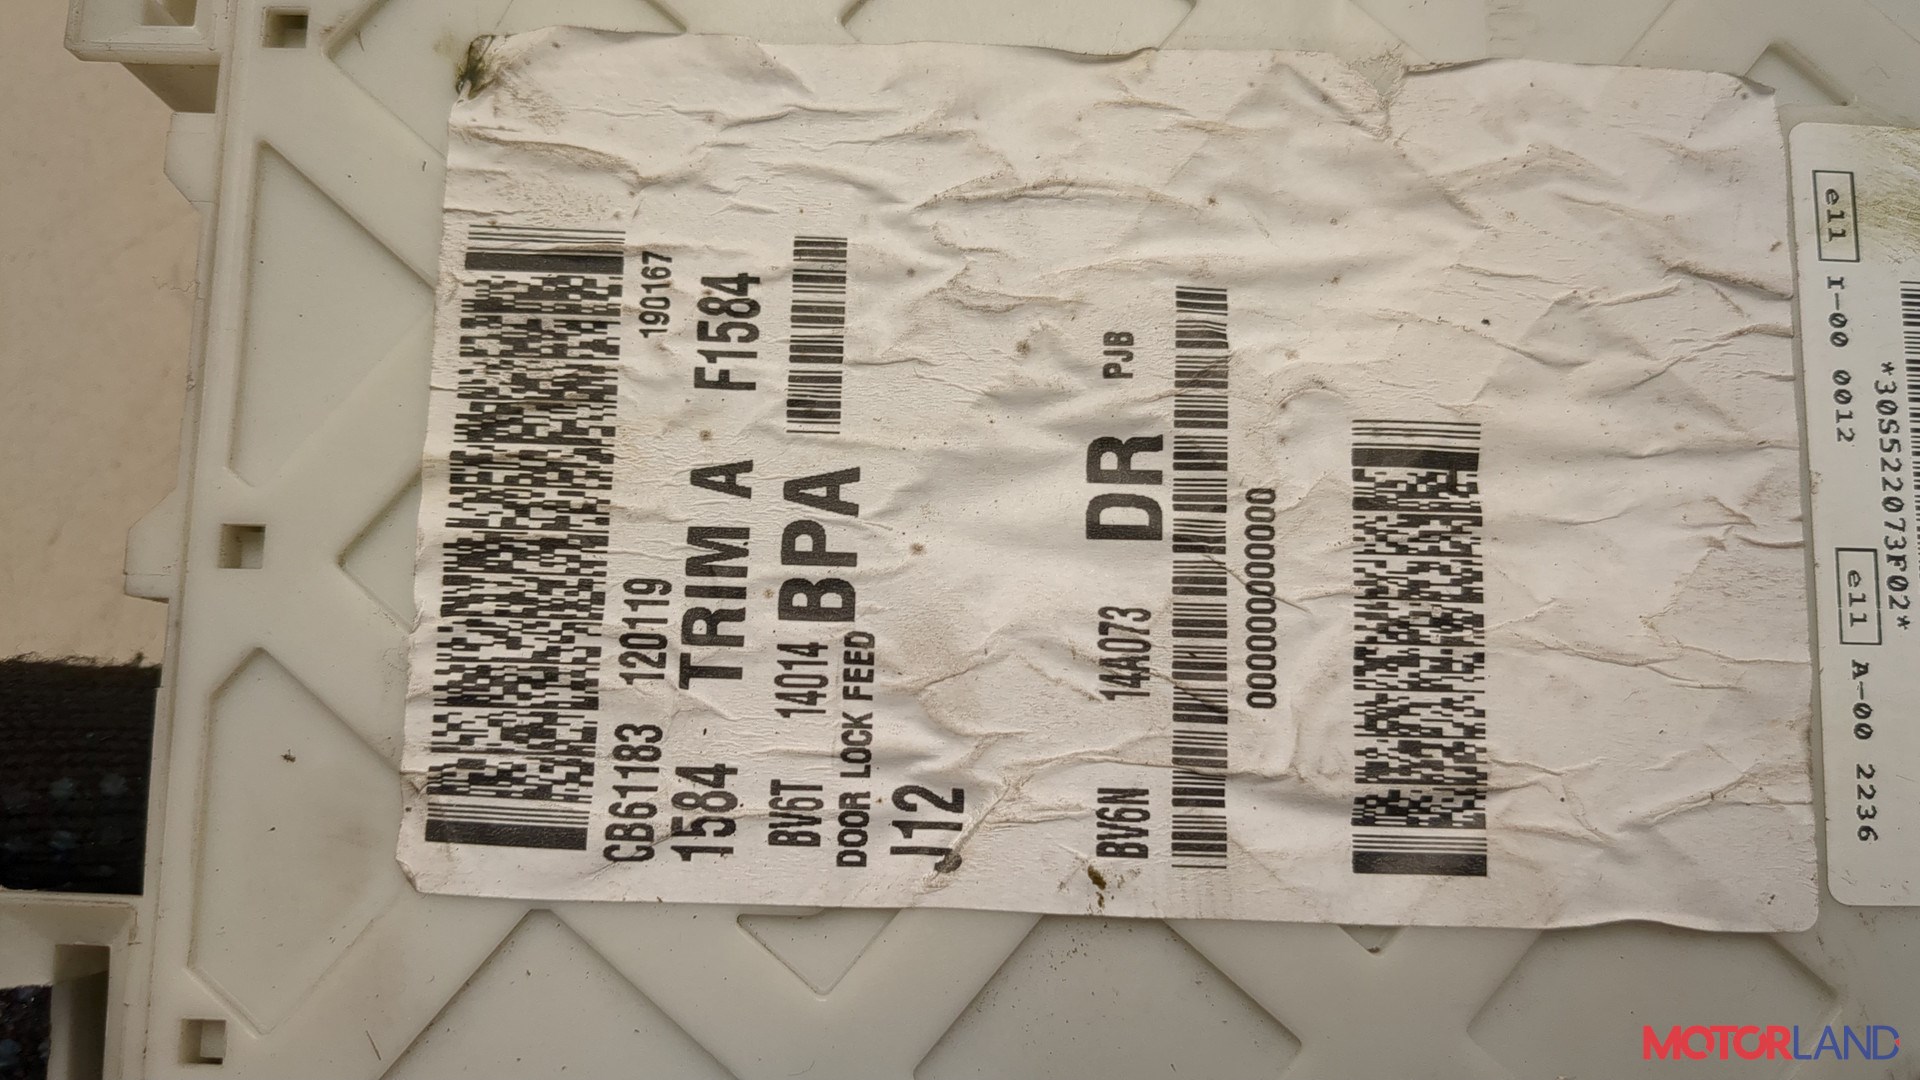 190167
CB61183 120119
1584 TRIM A F1584
BV6T 14014 BPA
DOOR LOCK FEED
J12
BV6N 14A073 DR PJB
000000000000
e11 I-00 0012
*30S522073F02*
e11 A-00 2236
MOTORLAND